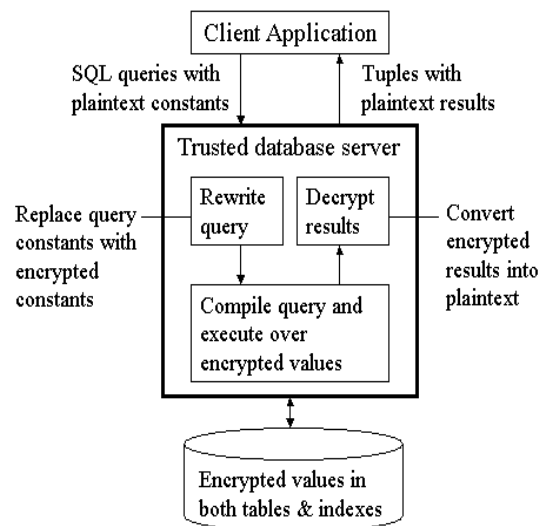 Client Application
SQL queries with
plaintext constants
Tuples with
plaintext results
Trusted database server
Rewrite
query
Decrypt
results
Replace query
constants with
encrypted
constants
Convert
encrypted
results into
plaintext
Compile query and
execute over
encrypted values
Encrypted values in
both tables & indexes